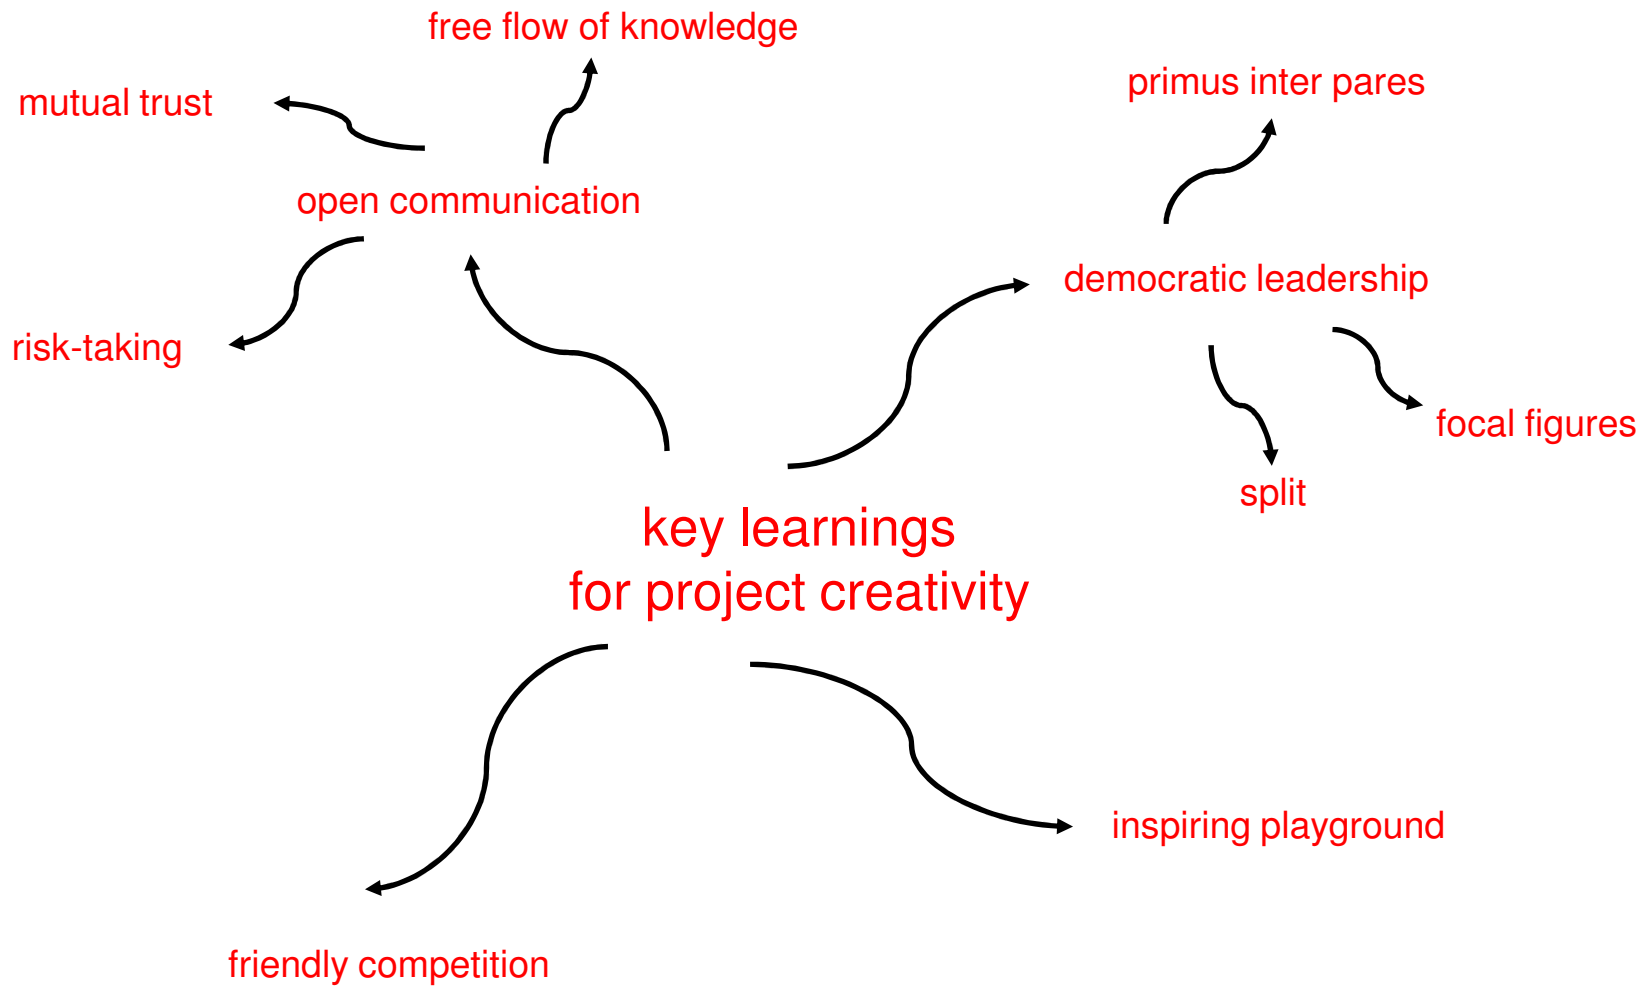 free flow of knowledge
primus inter pares
mutual trust
open communication
democratic leadership
risk-taking
focal figures
split
key learnings
for project creativity
inspiring playground
friendly competition